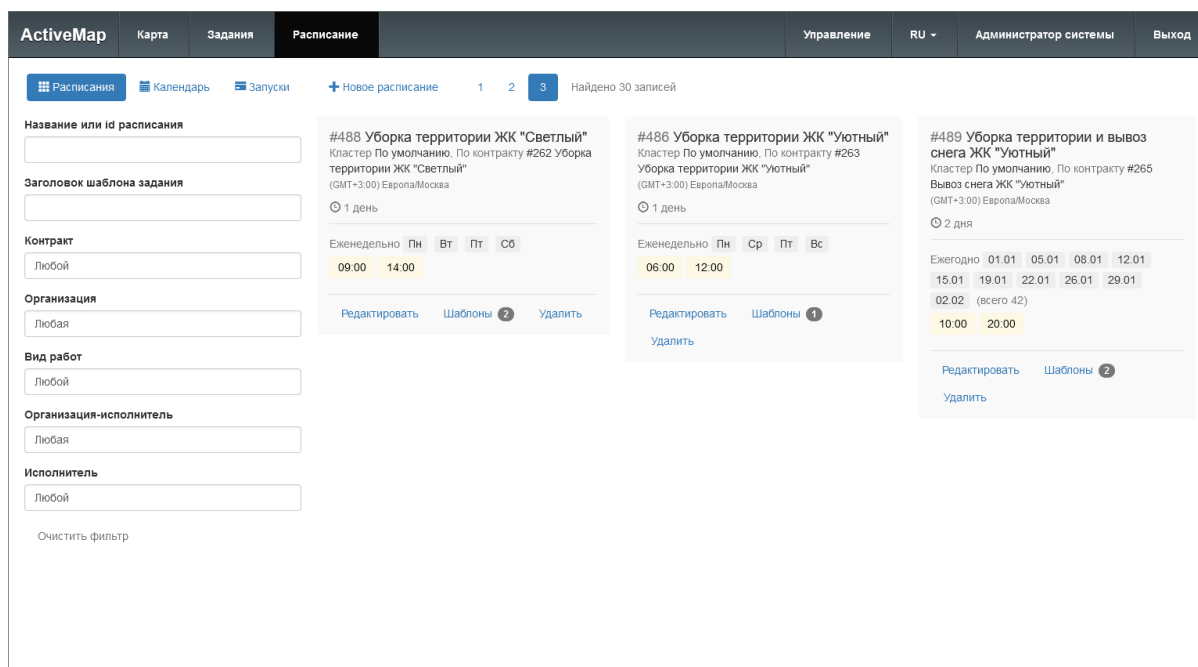 ActiveMap Карта Задания Расписание Управление RU Администратор системы Выход
Расписания Календарь Запуски Новое расписание 1 2 3 Найдено 30 записей
Название или id расписания
Заголовок шаблона задания
Контракт
Любой
Организация
Любая
Вид работ
Любой
Организация-исполнитель
Любая
Исполнитель
Любой
Очистить фильтр
#488 Уборка территории ЖК "Светлый"
Кластер По умолчанию, По контракту #262 Уборка
территории ЖК "Светлый"
(GMT+3:00) Европа/Москва
1 день
Еженедельно Пн Вт Пт Сб
09:00 14:00
Редактировать Шаблоны 2 Удалить
#486 Уборка территории ЖК "Уютный"
Кластер По умолчанию, По контракту #263
Уборка территории ЖК "Уютный"
(GMT+3:00) Европа/Москва
1 день
Еженедельно Пн Ср Пт Вс
06:00 12:00
Редактировать Шаблоны 1
Удалить
#489 Уборка территории и вывоз
снега ЖК "Уютный"
Кластер По умолчанию, По контракту #265
Вывоз снега ЖК "Уютный"
(GMT+3:00) Европа/Москва
2 дня
Ежегодно 01.01 05.01 08.01 12.01
15.01 19.01 22.01 26.01 29.01
02.02 (всего 42)
10:00 20:00
Редактировать Шаблоны 2
Удалить